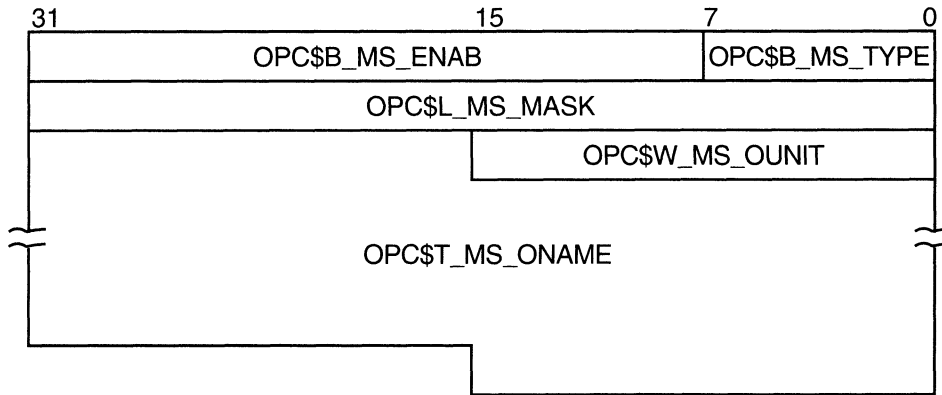 31 15 7 0
OPC$B_MS_ENAB OPC$B_MS_TYPE
OPC$L_MS_MASK
OPC$W_MS_OUNIT
OPC$T_MS_ONAME